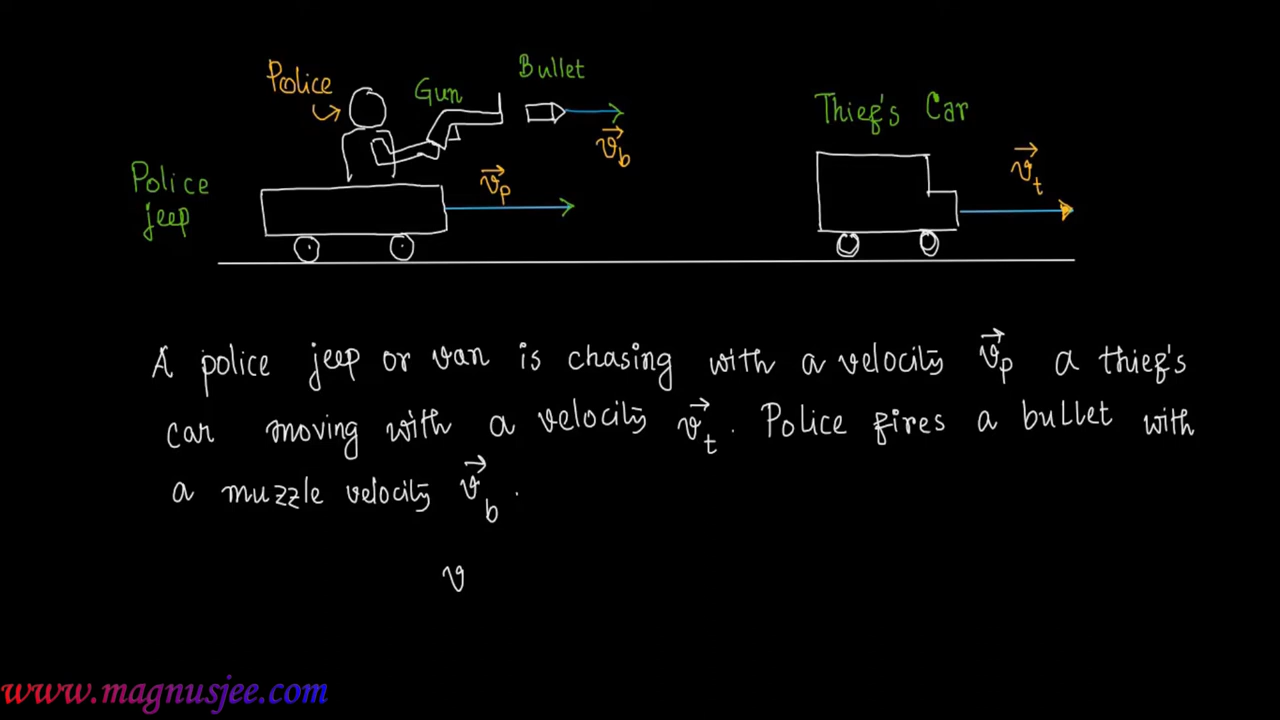 Police
Gun
Bullet
v⃗b
Thief's Car
v⃗t
Police
jeep
v⃗p
A police jeep or van is chasing with a velocity v⃗p a thief's
car moving with a velocity v⃗t. Police fires a bullet with
a muzzle velocity v⃗b.
v
www.magnusjee.com